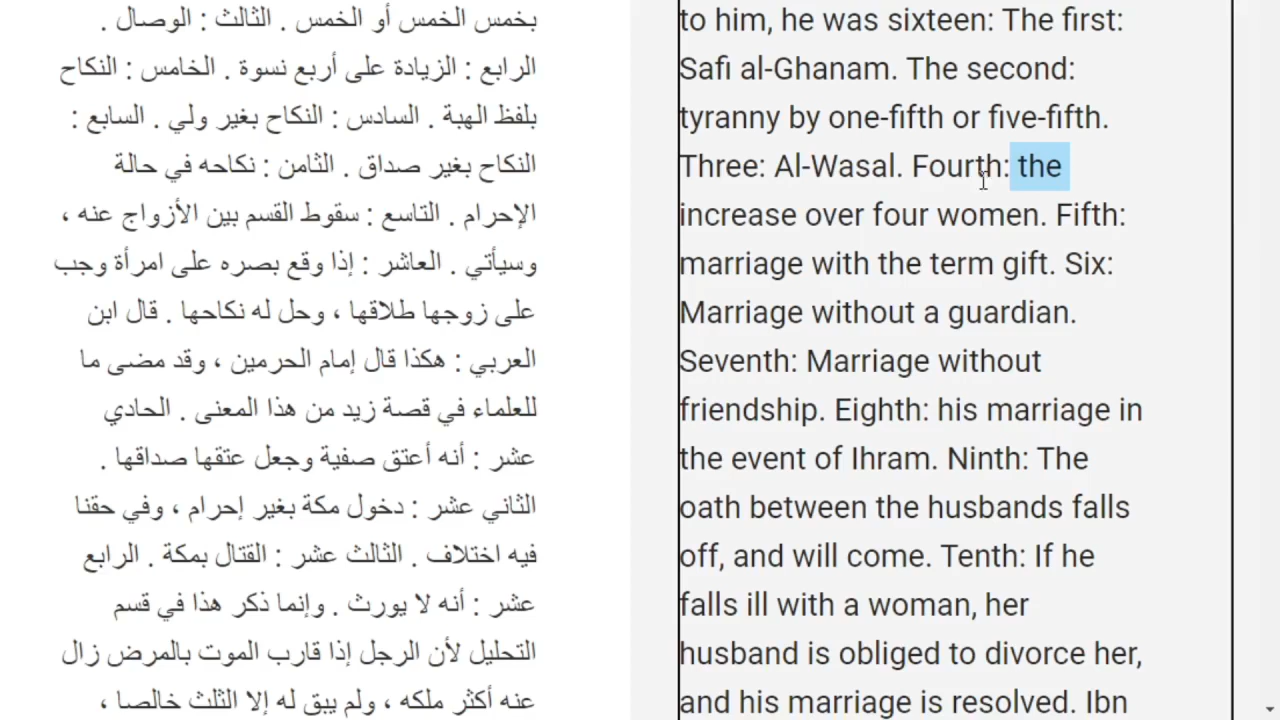 بخمس الخمس أو الخمس . الثالث : الوصال .
الرابع : الزيادة على أربع نسوة . الخامس : النكاح
بلفظ الهبة . السادس : النكاح بغير ولي . السابع :
النكاح بغير صداق . الثامن : نكاحه في حالة
الإحرام . التاسع : سقوط القسم بين الأزواج عنه ،
وسيأتي . العاشر : إذا وقع بصره على امرأة وجب
على زوجها طلاقها ، وحل له نكاحها . قال ابن
العربي : هكذا قال إمام الحرمين ، وقد مضى ما
للعلماء في قصة زيد من هذا المعنى . الحادي
عشر : أنه أعتق صفية وجعل عتقها صداقها .
الثاني عشر : دخول مكة بغير إحرام ، وفي حقنا
فيه اختلاف . الثالث عشر : القتال بمكة . الرابع
عشر : أنه لا يورث . وإنما ذكر هذا في قسم
التحليل لأن الرجل إذا قارب الموت بالمرض زال
عنه أكثر ملكه ، ولم يبق له إلا الثلث خالصا ،
to him, he was sixteen: The first:
Safi al-Ghanam. The second:
tyranny by one-fifth or five-fifth.
Three: Al-Wasal. Fourth: the
increase over four women. Fifth:
marriage with the term gift. Six:
Marriage without a guardian.
Seventh: Marriage without
friendship. Eighth: his marriage in
the event of Ihram. Ninth: The
oath between the husbands falls
off, and will come. Tenth: If he
falls ill with a woman, her
husband is obliged to divorce her,
and his marriage is resolved. Ibn